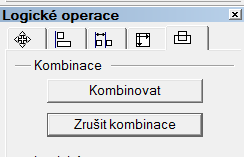 Logické operace
Kombinace
Kombinovat
Zrušit kombinace